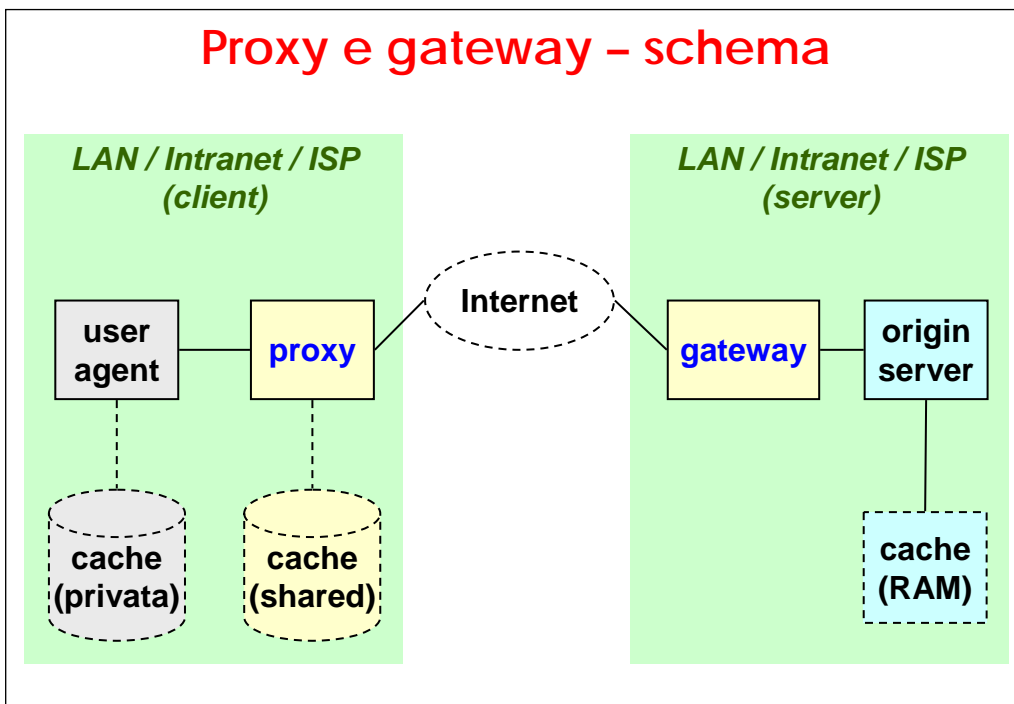 Proxy e gateway – schema
LAN / Intranet / ISP
(client)
LAN / Intranet / ISP
(server)
Internet
user
agent
proxy
gateway
origin
server
cache
(privata)
cache
(shared)
cache
(RAM)